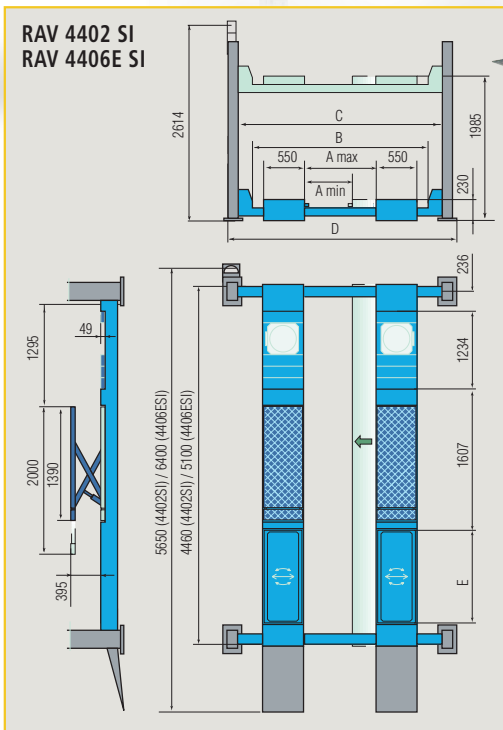 RAV 4402 SI
RAV 4406E SI
2614
C
B
550
A max
550
A min
1985
230
D
236
49
1295
1234
2000
1390
395
5650 (4402SI) / 6400 (4406ESI)
4460 (4402SI) / 5100 (4406ESI)
1607
E